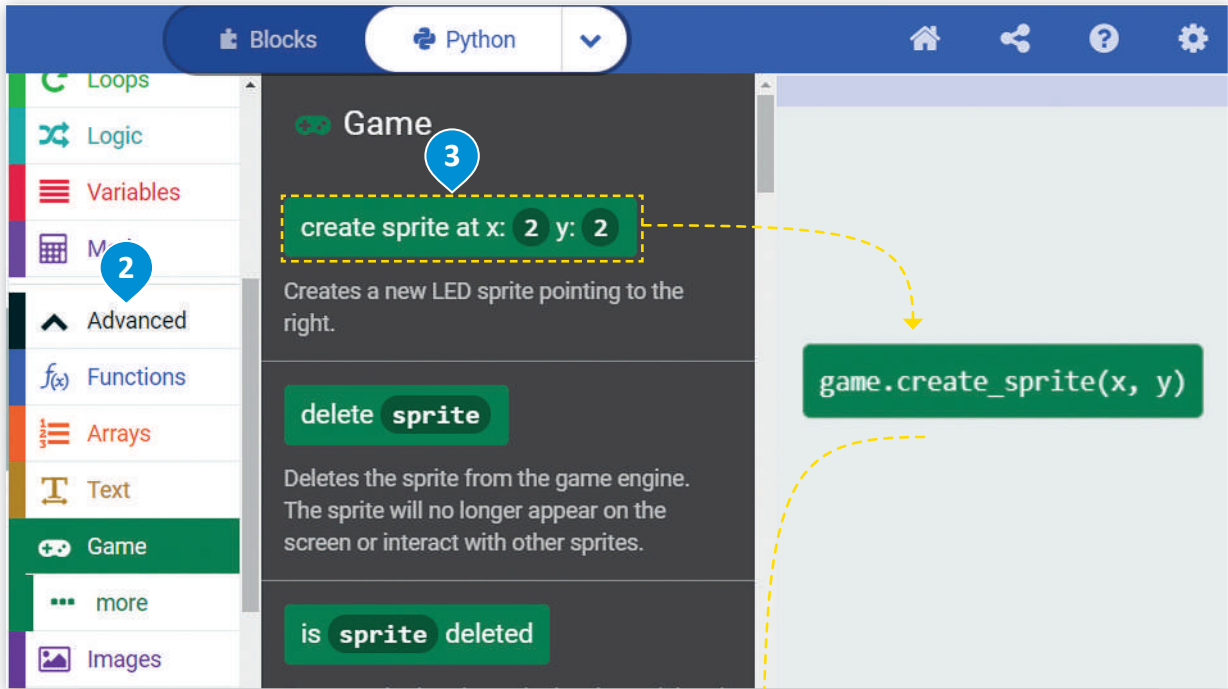 Blocks
Python
Loops
Logic
Variables
2
Advanced
Functions
Arrays
Text
Game
more
Images
Game
3
create sprite at x: 2 y: 2
Creates a new LED sprite pointing to the
right.
delete sprite
Deletes the sprite from the game engine.
The sprite will no longer appear on the
screen or interact with other sprites.
is sprite deleted
game.create_sprite(x, y)